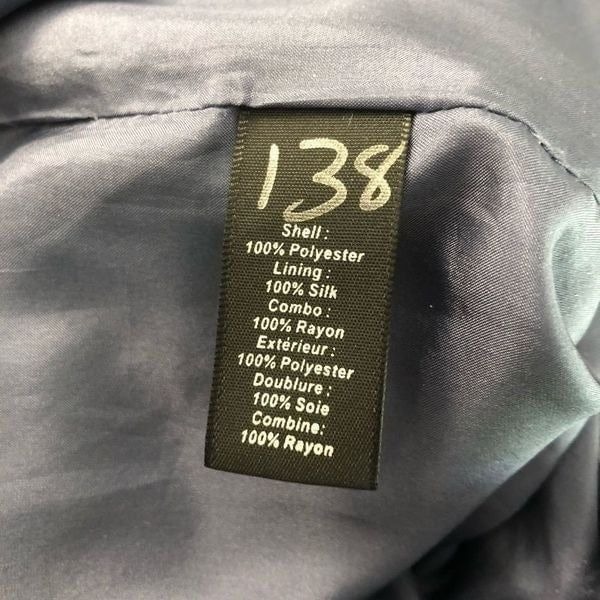 138
Shell :
100% Polyester
Lining :
100% Silk
Combo :
100% Rayon
Extérieur :
100% Polyester
Doublure :
100% Soie
Combine:
100% Rayon